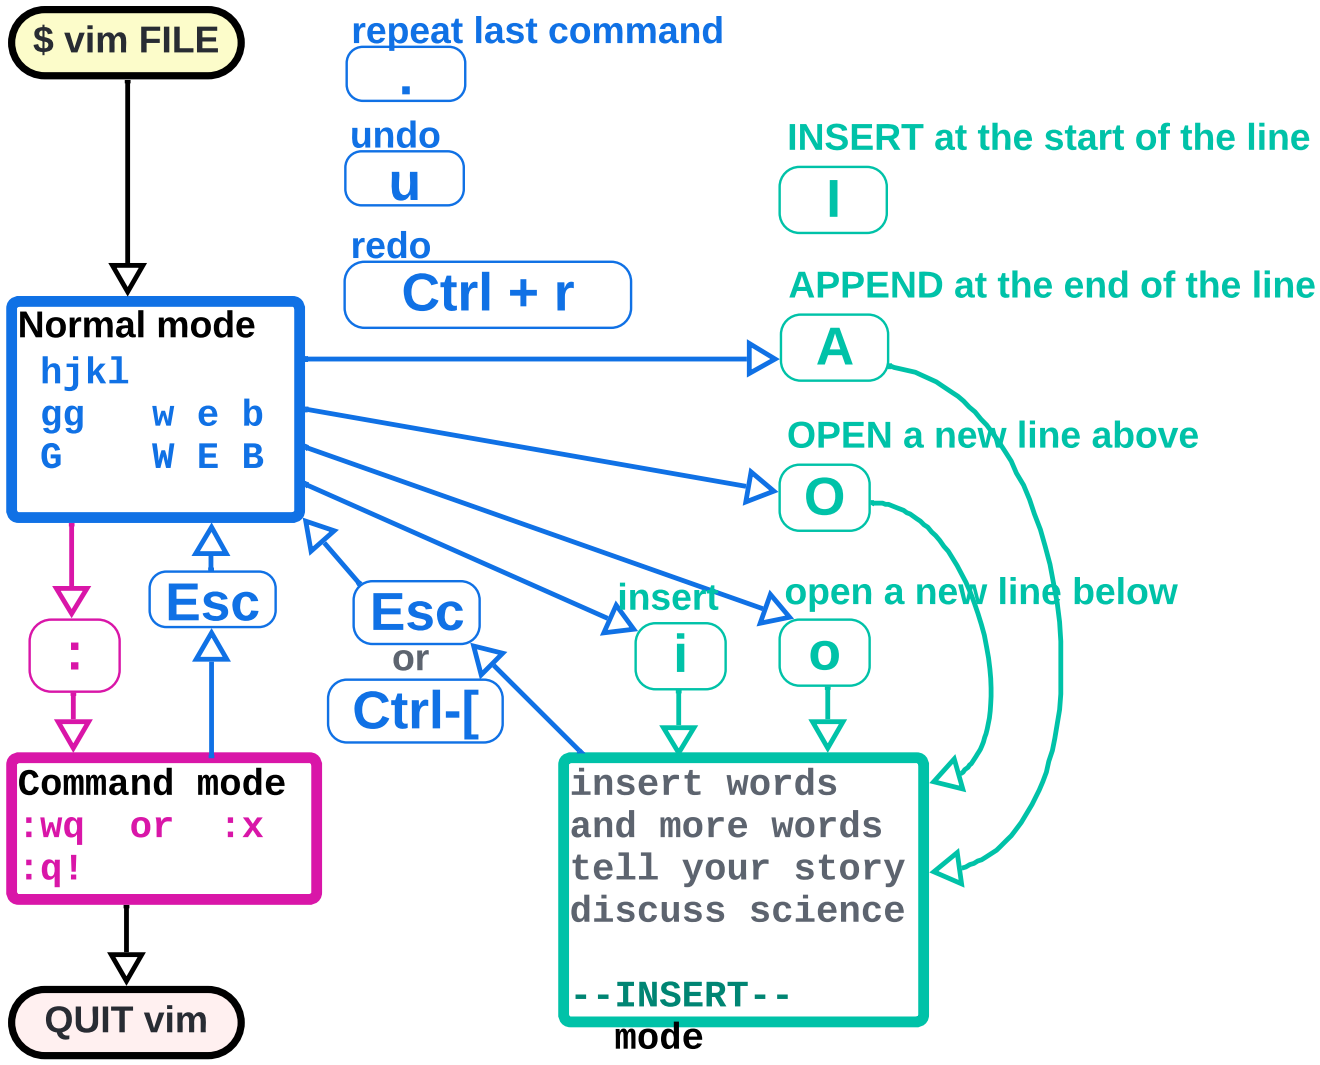 $ vim FILE
repeat last command
.
undo
u
redo
Ctrl + r
INSERT at the start of the line
I
APPEND at the end of the line
A
OPEN a new line above
O
open a new line below
o
insert
i
Normal mode
hjkl
gg   w e b
G    W E B
:
Esc
Esc
or
Ctrl-[
Command mode
:wq  or  :x
:q!
QUIT vim
insert words
and more words
tell your story
discuss science
--INSERT--
mode